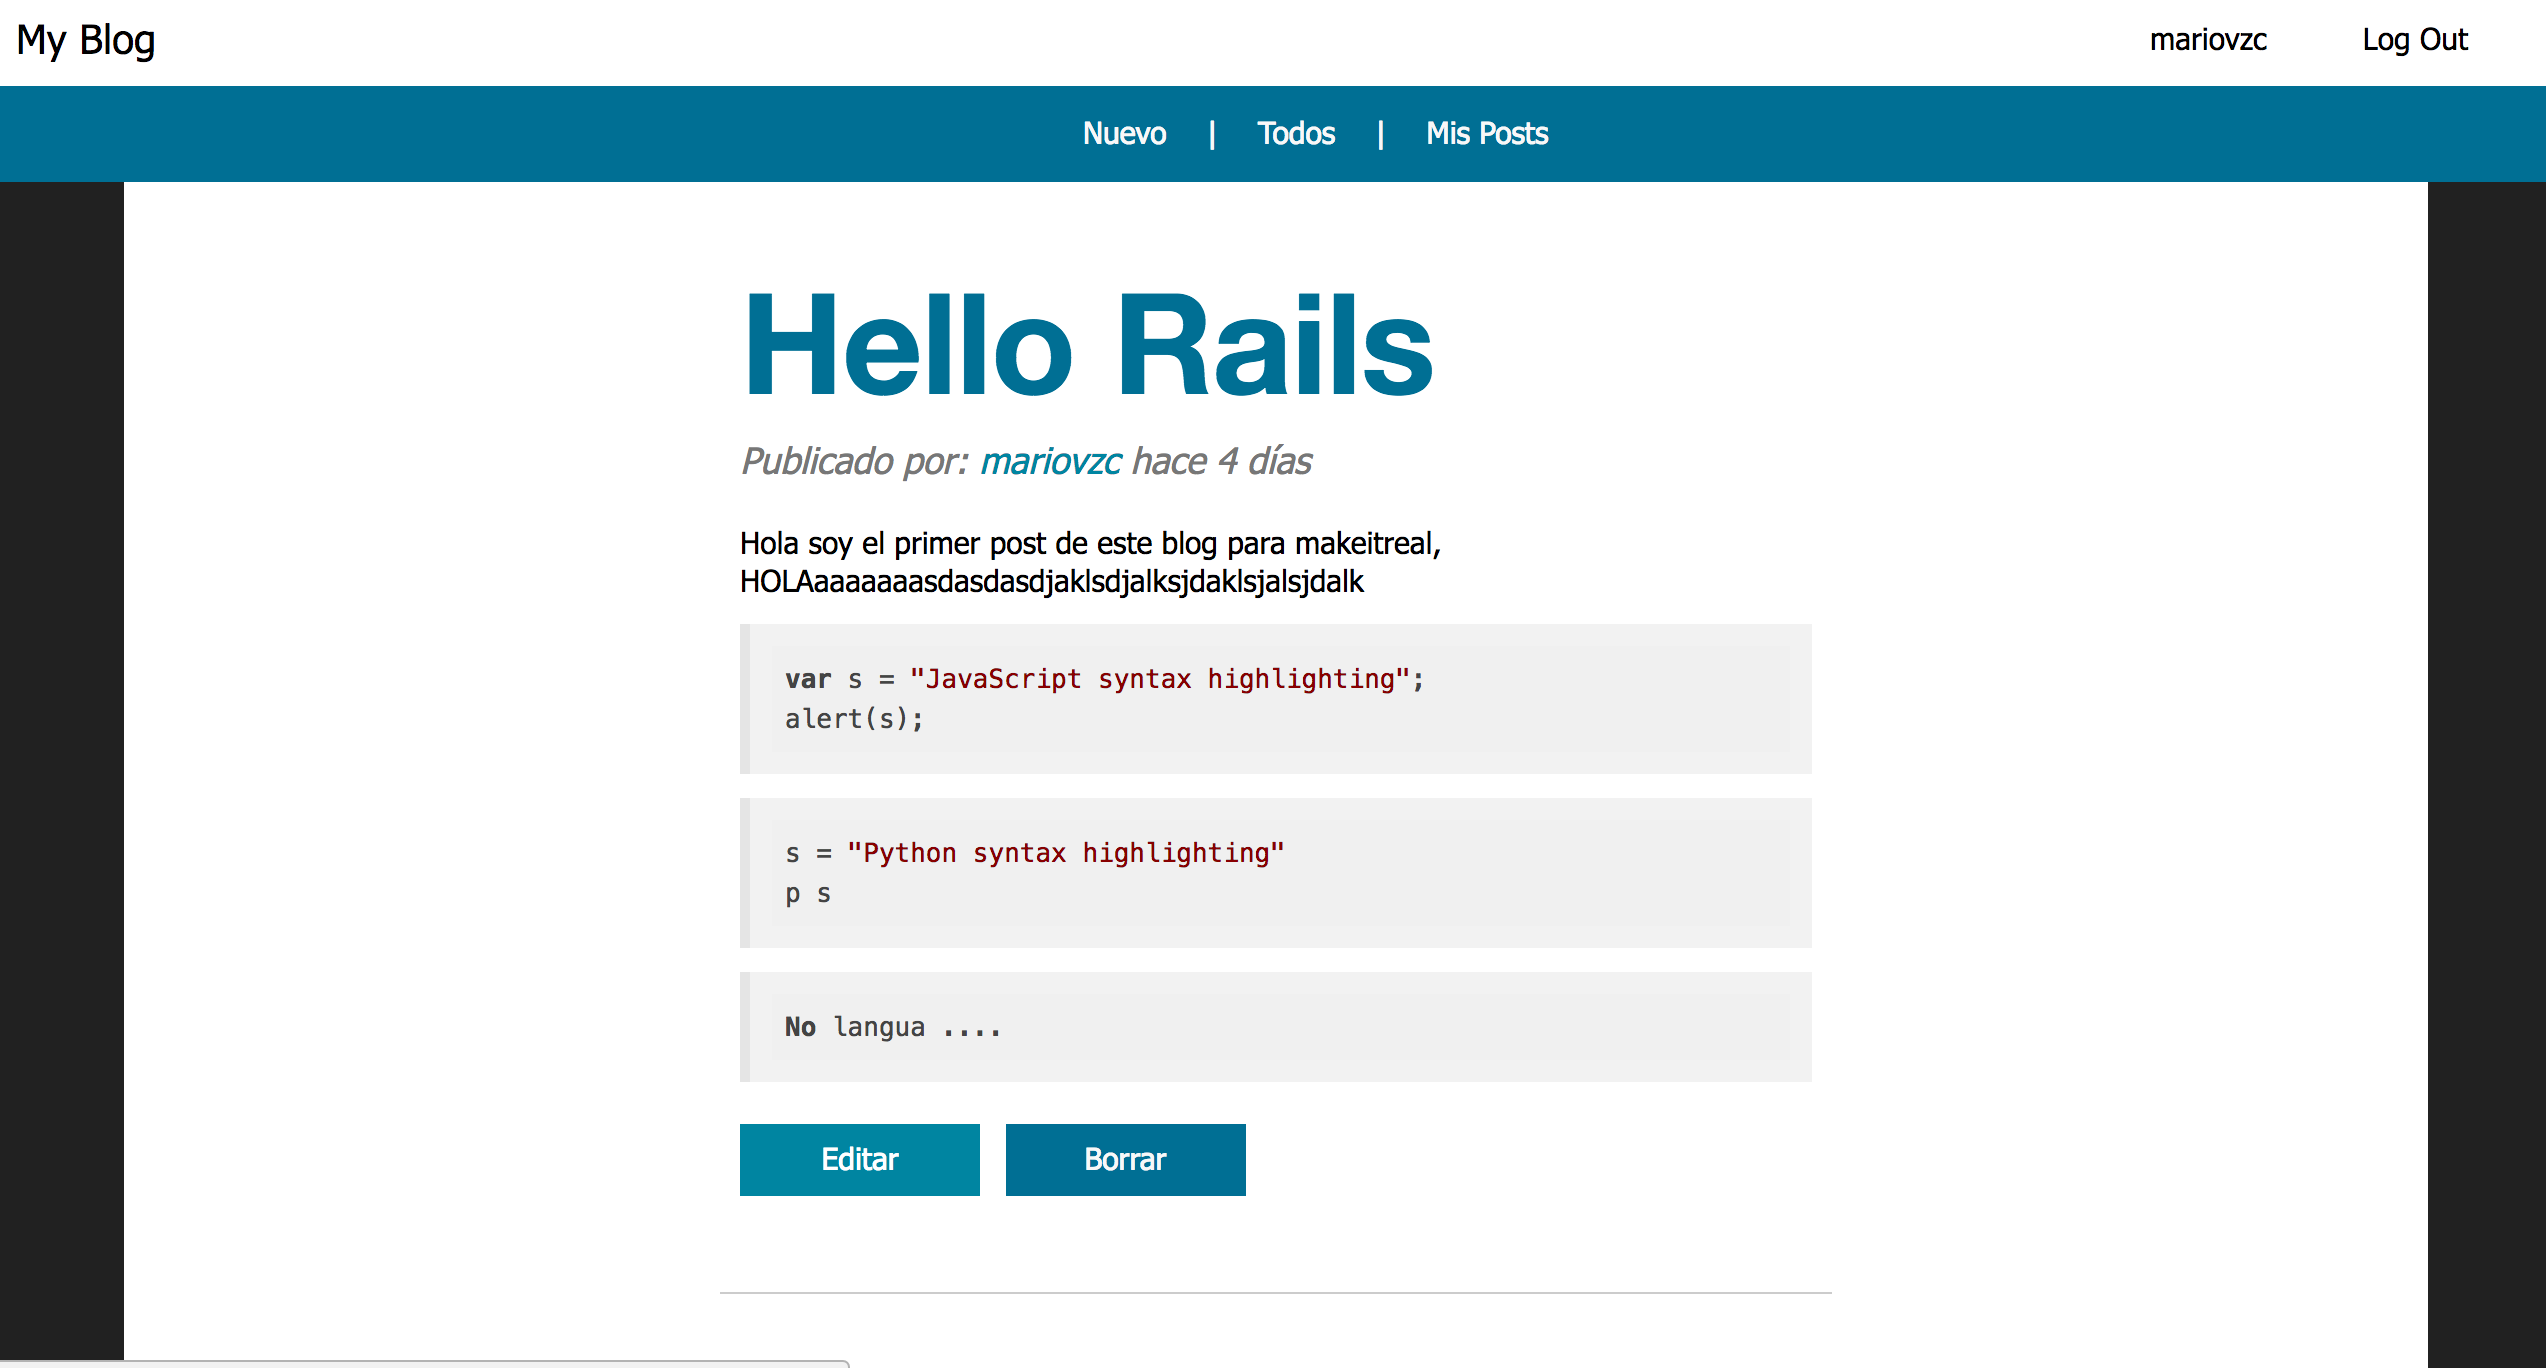 My Blog
mariovzc
Log Out
Nuevo | Todos | Mis Posts
Hello Rails
Publicado por: mariovzc hace 4 días
Hola soy el primer post de este blog para makeitreal,
HOLAaaaaaaasdasdasdjaklsdjalksjdaklsjalsjdalk
var s = "JavaScript syntax highlighting";
alert(s);
s = "Python syntax highlighting"
p s
No langua ....
Editar
Borrar